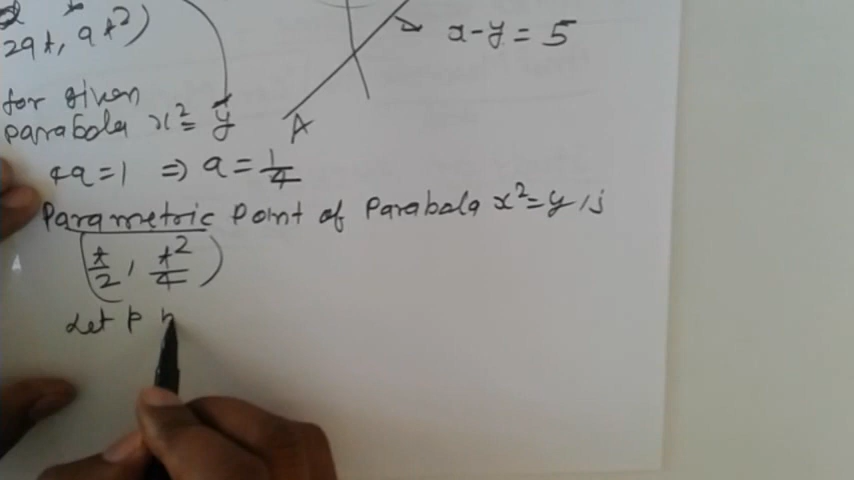 2at, at²)
x-y=5
for given
parabola x²=y
A
4a=1 ⇒ a=1/4
Parametric point of Parabola x²=y is
(t/2, t²/4)
Let P